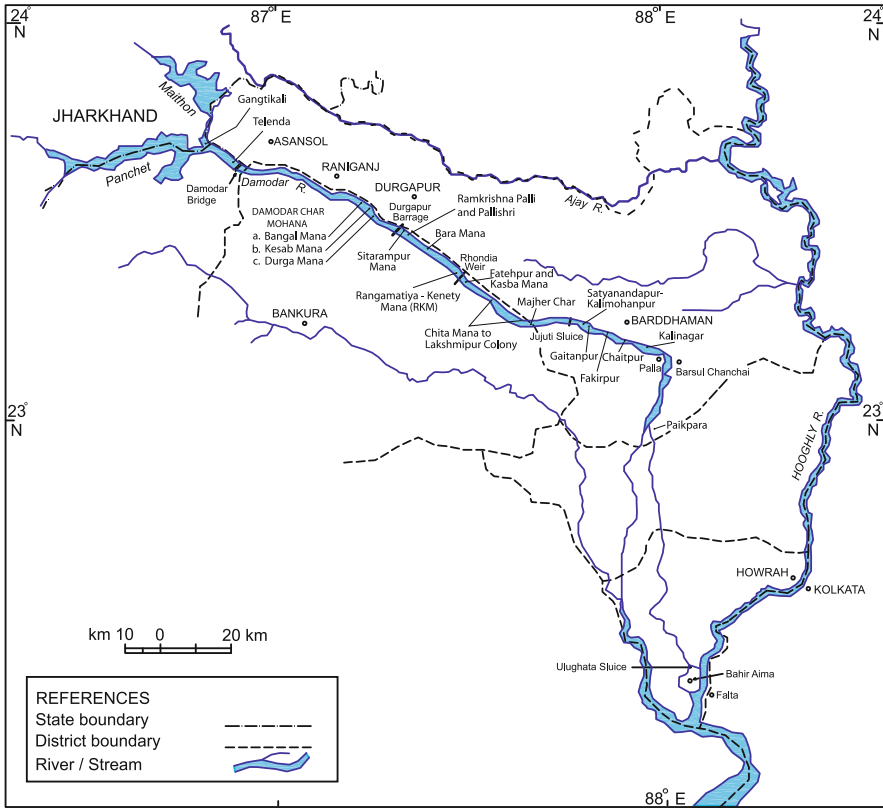 24°
N
87° E
88° E
24°
N
Maithon
Gangtikali
JHARKHAND
Telenda
ASANSOL
Panchet
RANIGANJ
Damodar
Bridge
Damodar R.
DURGAPUR
Durgapur
Barrage
Ramkrishna Palli
and Pallishri
Ajay R.
DAMODAR CHAR
MOHANA
a. Bangal Mana
b. Kesab Mana
c. Durga Mana
Bara Mana
Sitarampur
Mana
Rhondia
Weir
Fatehpur and
Kasba Mana
Rangamatiya - Kenety
Mana (RKM)
Satyanandapur-
Kalimohanpur
Majher Char
BANKURA
BARDDHAMAN
Chita Mana to
Lakshmipur Colony
Jujuti Sluice
Kalinagar
Gaitanpur
Chaitpur
Palla
Barsul Chanchai
Fakirpur
23°
N
23°
N
Paikpara
HOOGHLY R.
HOWRAH
KOLKATA
km 10 0 20 km
Ulughata Sluice
Bahir Aima
Falta
REFERENCES
State boundary
District boundary
River / Stream
88° E